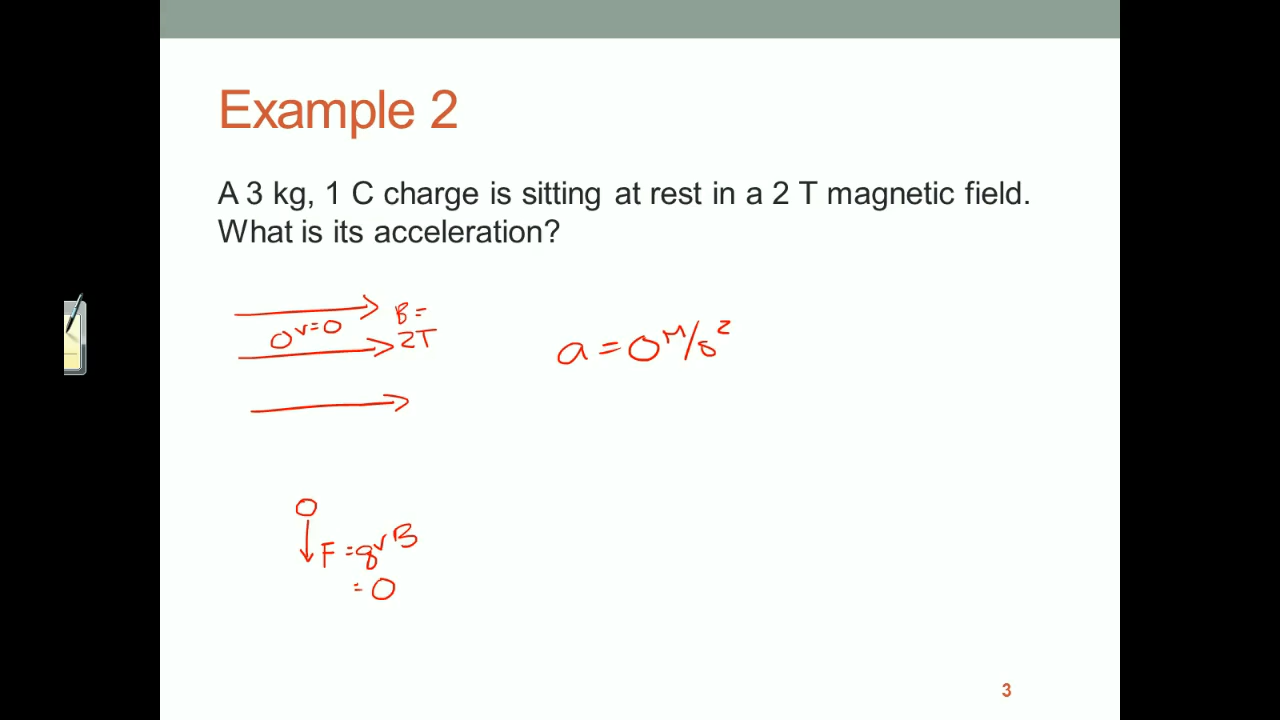 Example 2
A 3 kg, 1 C charge is sitting at rest in a 2 T magnetic field.
What is its acceleration?
B =
v=0
2T
a = 0 m/s²
F = qvB
= 0
3